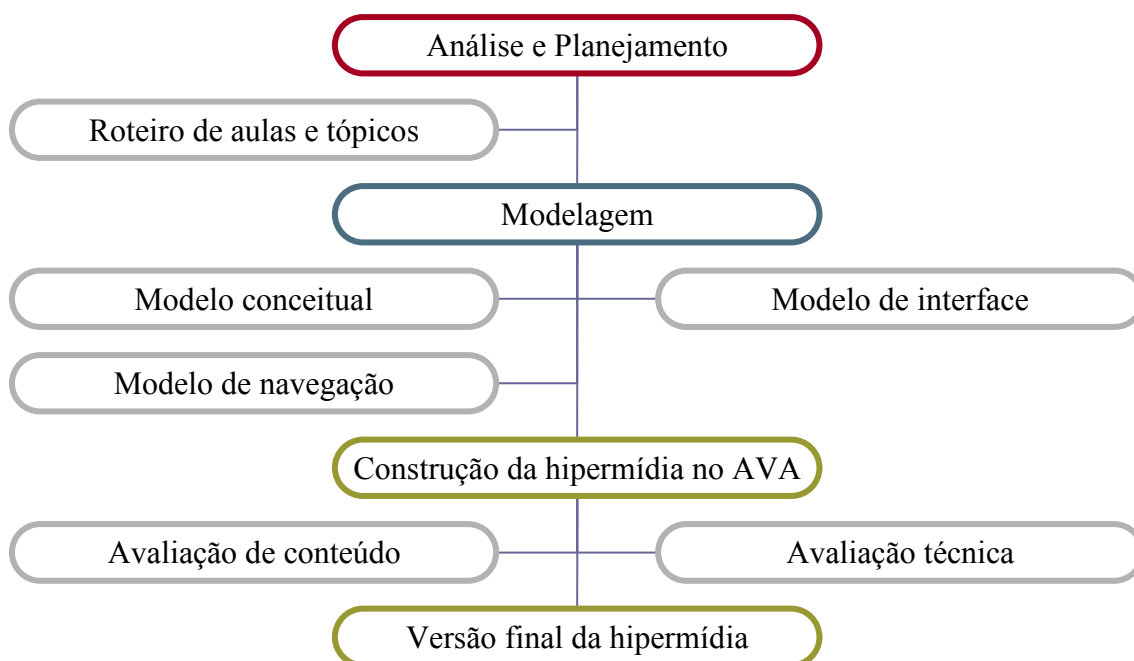 Análise e Planejamento
Roteiro de aulas e tópicos
Modelagem
Modelo conceitual
Modelo de interface
Modelo de navegação
Construção da hipermídia no AVA
Avaliação de conteúdo
Avaliação técnica
Versão final da hipermídia